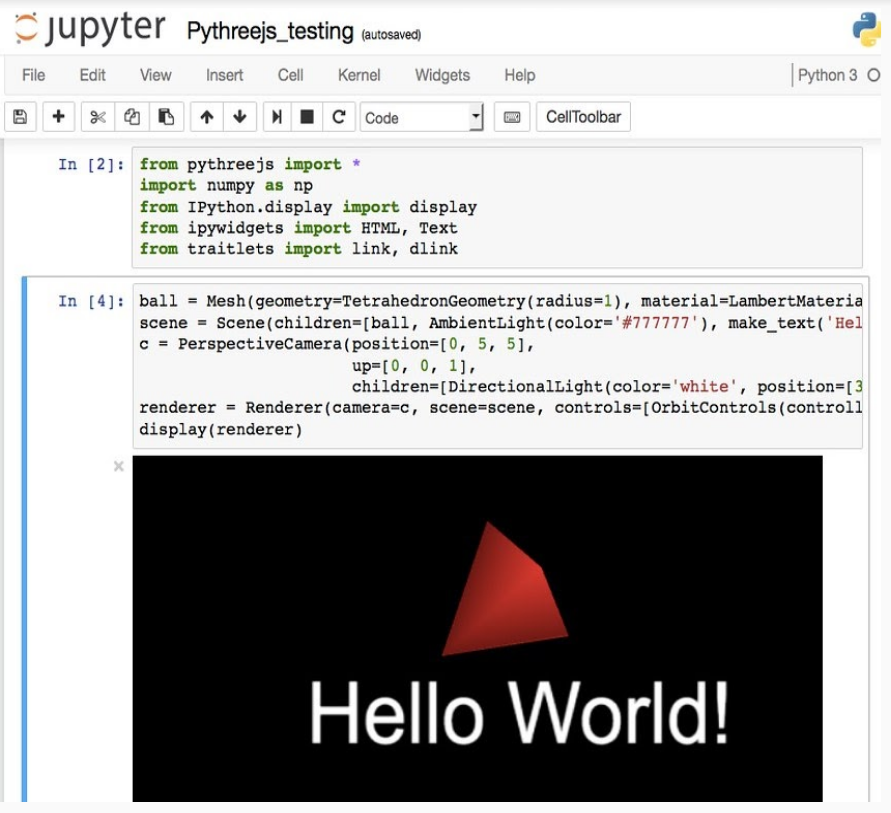 jupyter Pythreejs_testing (autosaved)
File Edit View Insert Cell Kernel Widgets Help Python 3
Code CellToolbar
In [2]: from pythreejs import *
import numpy as np
from IPython.display import display
from ipywidgets import HTML, Text
from traitlets import link, dlink
In [4]: ball = Mesh(geometry=TetrahedronGeometry(radius=1), material=LambertMateria
scene = Scene(children=[ball, AmbientLight(color='#777777'), make_text('Hel
c = PerspectiveCamera(position=[0, 5, 5],
up=[0, 0, 1],
children=[DirectionalLight(color='white', position=[3
renderer = Renderer(camera=c, scene=scene, controls=[OrbitControls(controll
display(renderer)
Hello World!